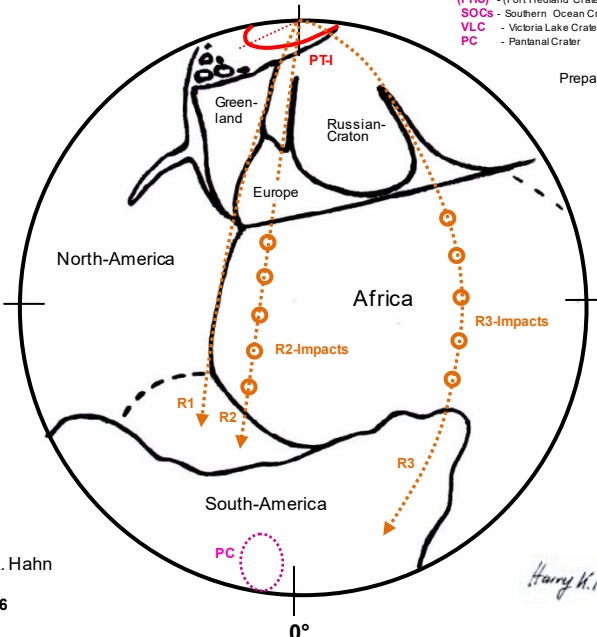 SOCs - Southern Ocean Cr
VLC - Victoria Lake Crate
PC - Pantanal Crater
Prepa
PT-I
Green-
land
Russian-
Craton
Europe
North-America
Africa
R3-Impacts
R2-Impacts
R1
R2
R3
South-America
PC
. Hahn
6
0°